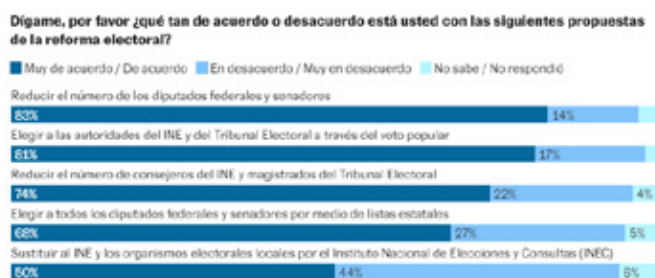 Dígame, por favor ¿qué tan de acuerdo o desacuerdo está usted con las siguientes propuestas
de la reforma electoral?
Muy de acuerdo / De acuerdo En desacuerdo / Muy en desacuerdo No sabe / No respondió
Reducir el número de los diputados federales y senadores
83% 14%
Elegir a las autoridades del INE y del Tribunal Electoral a través del voto popular
81% 17%
Reducir el número de consejeros del INE y magistrados del Tribunal Electoral
74% 22% 4%
Elegir a todos los diputados federales y senadores por medio de listas estatales
68% 27% 5%
Sustituir al INE y los organismos electorales locales por el Instituto Nacional de Elecciones y Consultas (INEC)
50% 44% 6%